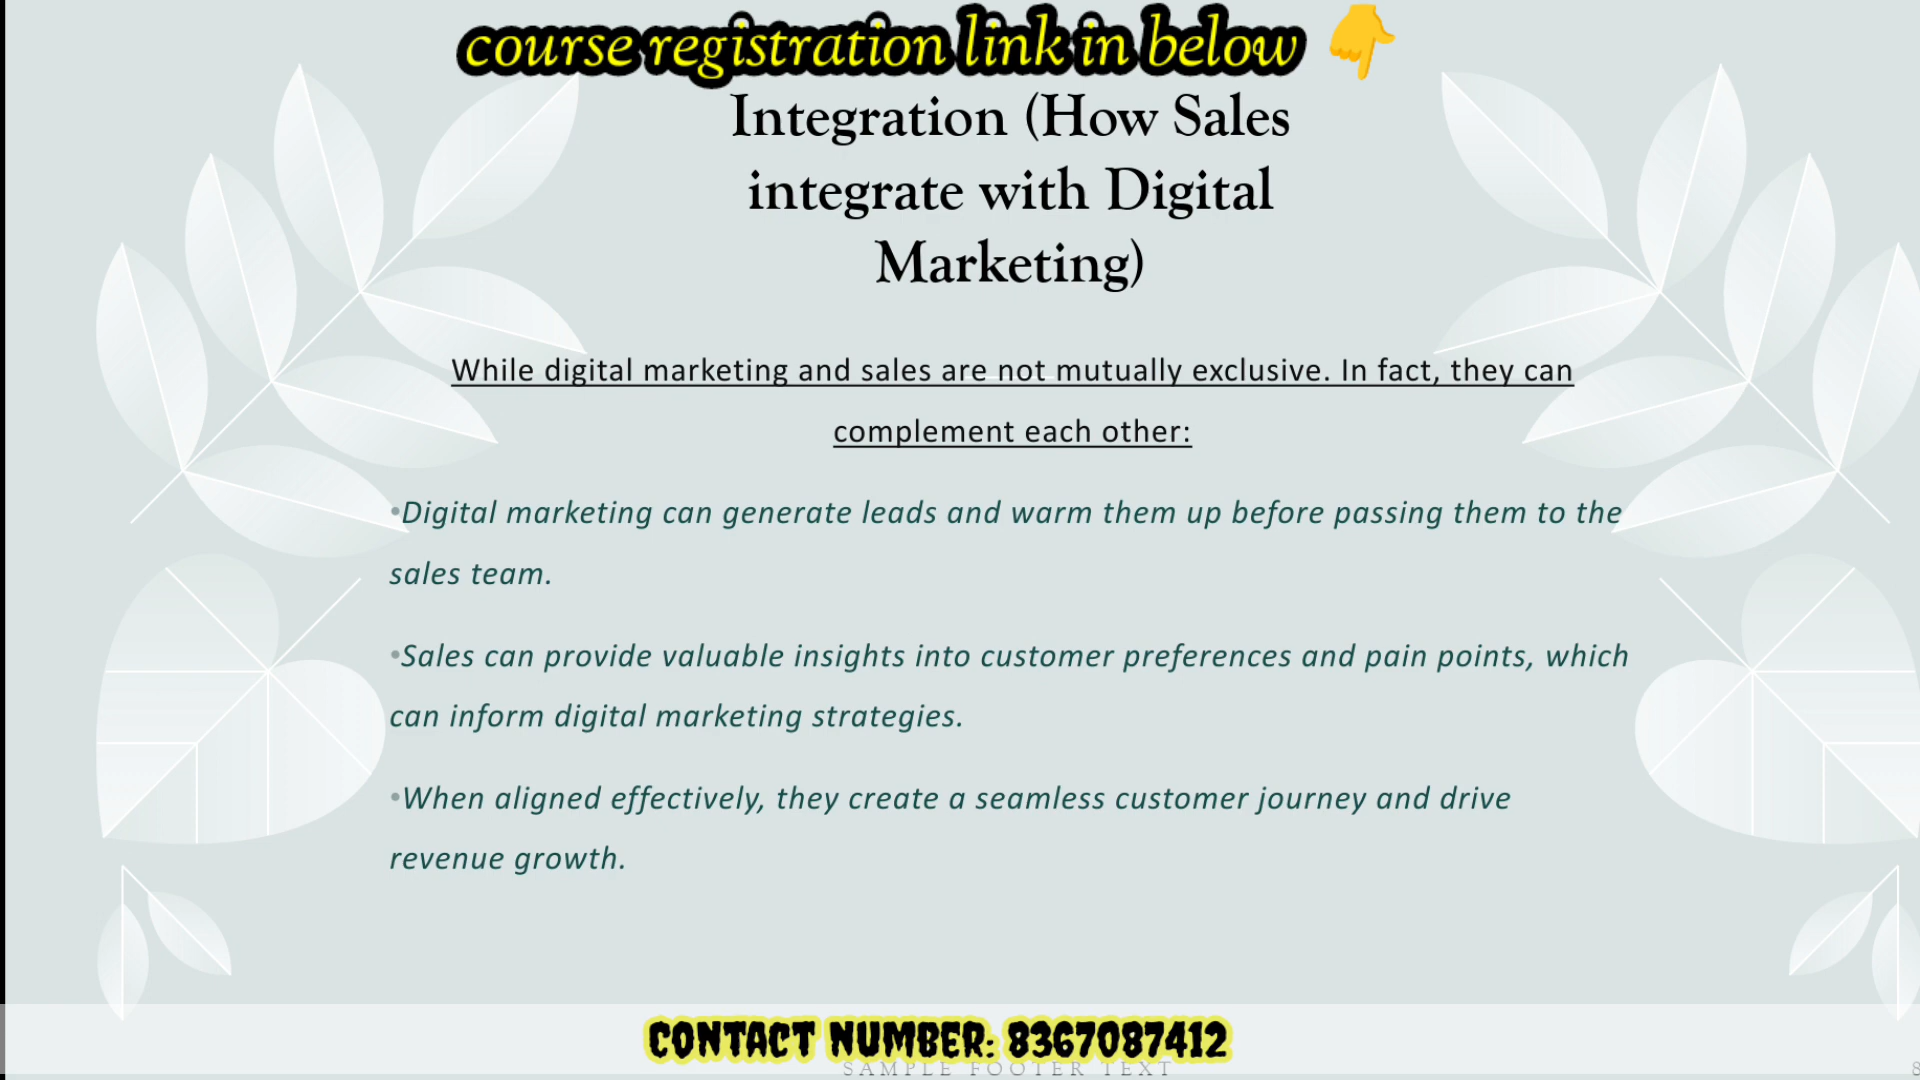 course registration link in below 👇
Integration (How Sales
integrate with Digital
Marketing)
While digital marketing and sales are not mutually exclusive. In fact, they can
complement each other:
•Digital marketing can generate leads and warm them up before passing them to the
sales team.
•Sales can provide valuable insights into customer preferences and pain points, which
can inform digital marketing strategies.
•When aligned effectively, they create a seamless customer journey and drive
revenue growth.
CONTACT NUMBER: 8367087412
SAMPLE FOOTER TEXT
8